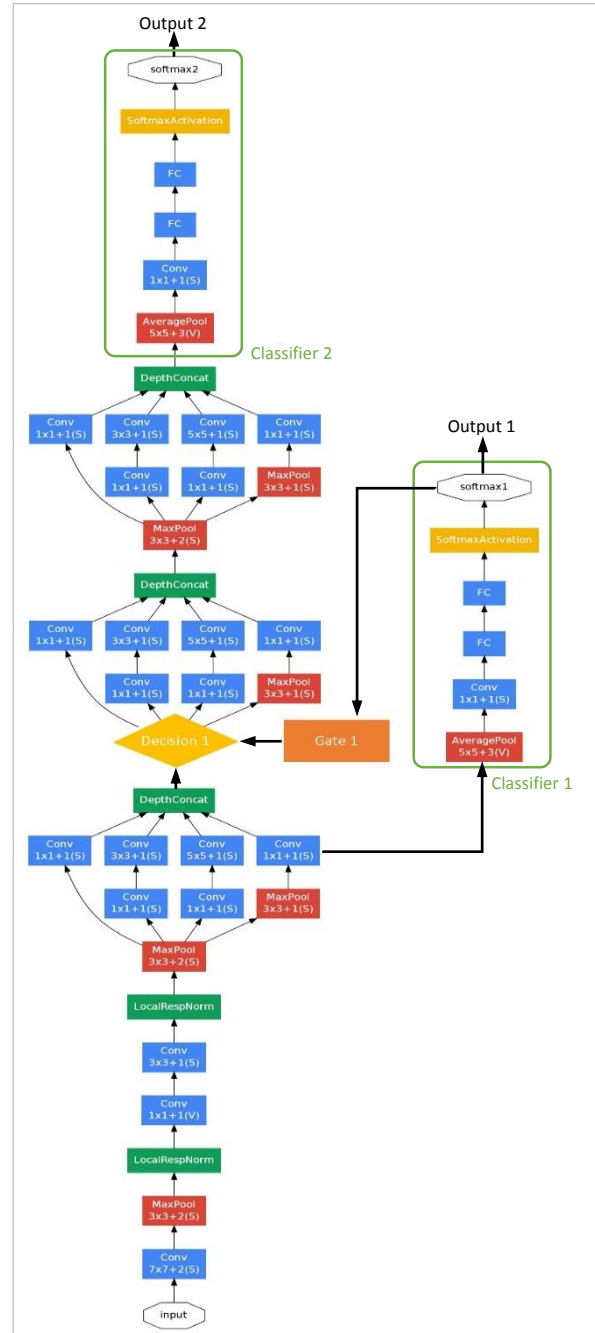 Output 2
softmax2
SoftmaxActivation
FC
FC
Conv
1x1+1(S)
AveragePool
5x5+3(V)
Classifier 2
DepthConcat
Conv
1x1+1(S)
Conv
3x3+1(S)
Conv
5x5+1(S)
Conv
1x1+1(S)
Conv
1x1+1(S)
Conv
1x1+1(S)
MaxPool
3x3+1(S)
MaxPool
3x3+2(S)
DepthConcat
Conv
1x1+1(S)
Conv
3x3+1(S)
Conv
5x5+1(S)
Conv
1x1+1(S)
Conv
1x1+1(S)
Conv
1x1+1(S)
MaxPool
3x3+1(S)
Decision 1
Gate 1
Output 1
softmax1
SoftmaxActivation
FC
FC
Conv
1x1+1(S)
AveragePool
5x5+3(V)
Classifier 1
DepthConcat
Conv
1x1+1(S)
Conv
3x3+1(S)
Conv
5x5+1(S)
Conv
1x1+1(S)
Conv
1x1+1(S)
Conv
1x1+1(S)
MaxPool
3x3+1(S)
MaxPool
3x3+2(S)
LocalRespNorm
Conv
3x3+1(S)
Conv
1x1+1(V)
LocalRespNorm
MaxPool
3x3+2(S)
Conv
7x7+2(S)
input